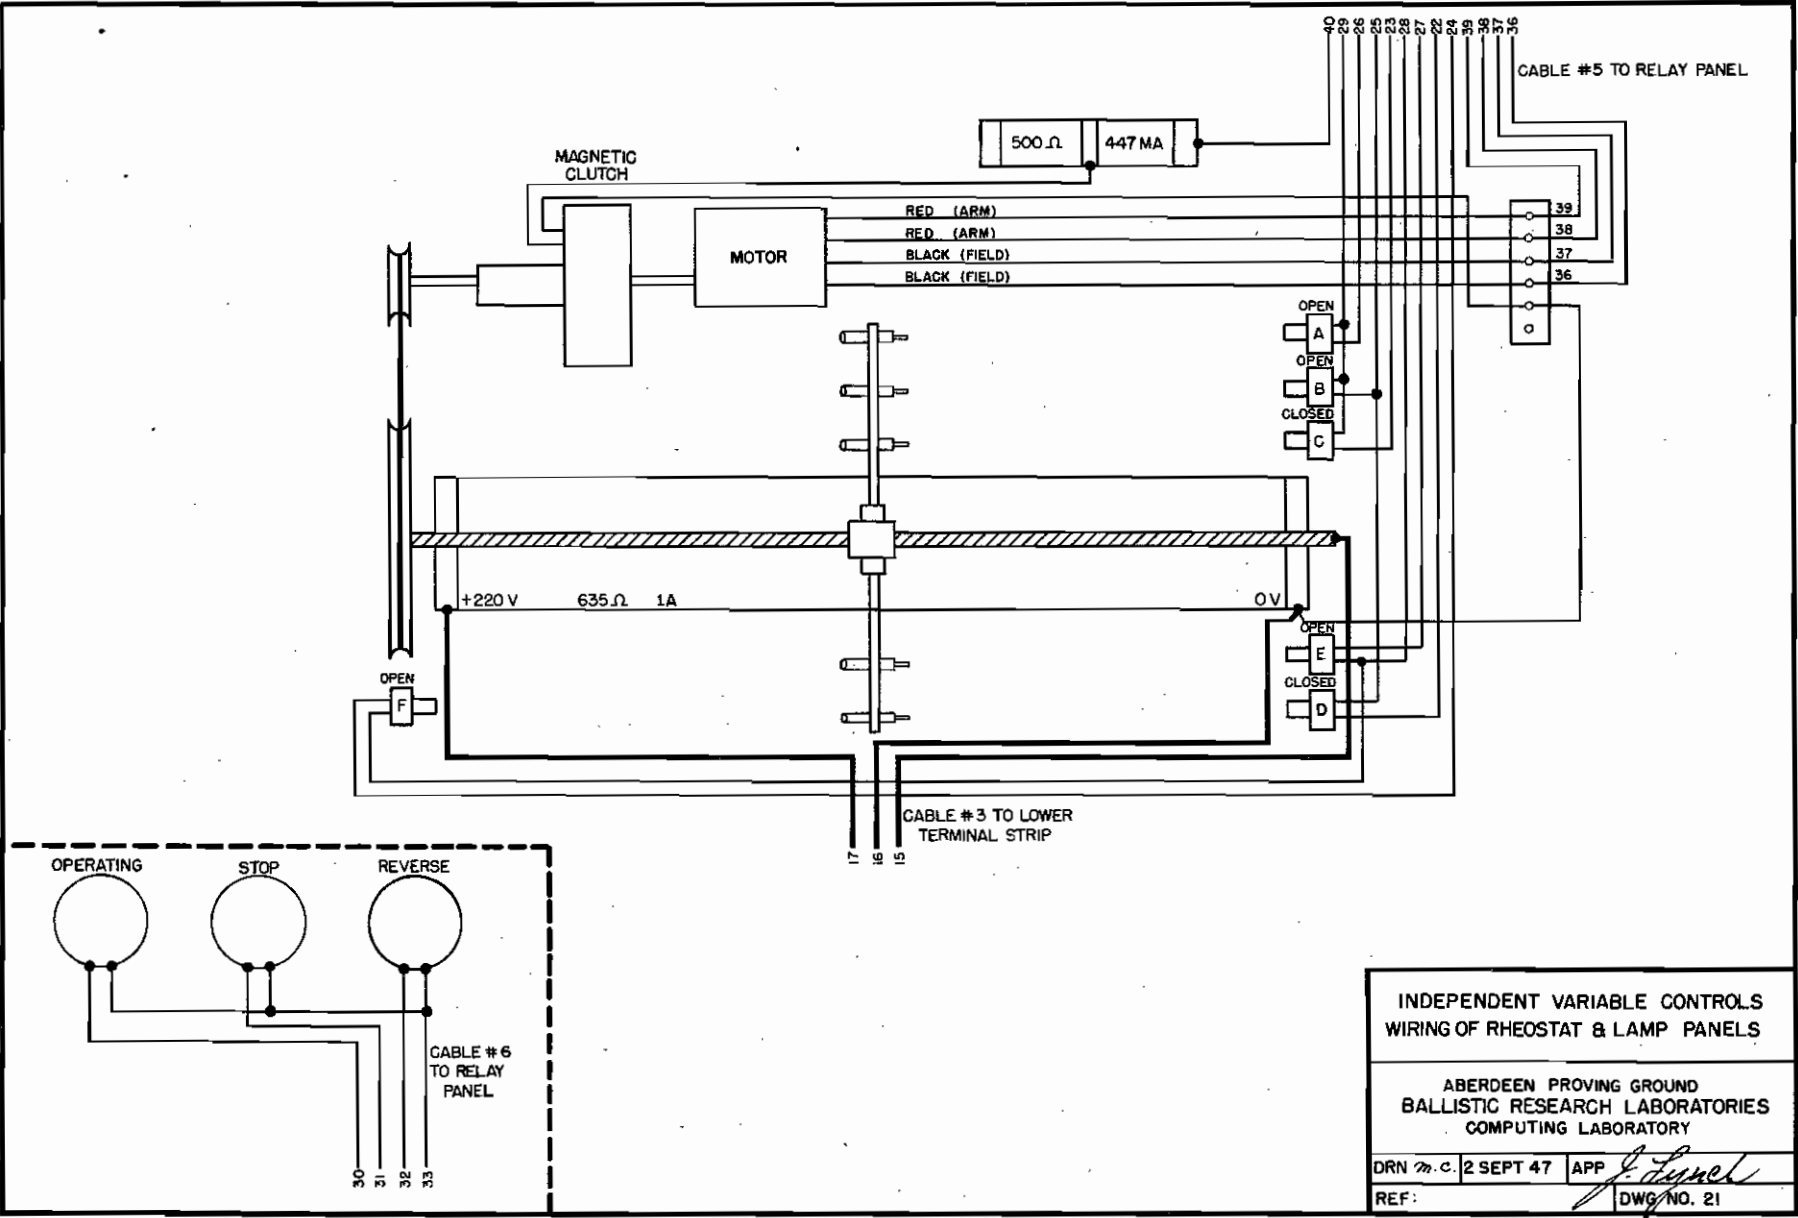 40 29 26 25 23 28 27 22 24 39 38 37 36
CABLE #5 TO RELAY PANEL
500Ω 447 MA
MAGNETIC
CLUTCH
MOTOR
RED (ARM)
RED (ARM)
BLACK (FIELD)
BLACK (FIELD)
39
38
37
36
OPEN
A
OPEN
B
CLOSED
C
+220 V 635Ω 1A 0 V
OPEN
E
CLOSED
D
OPEN
F
CABLE #3 TO LOWER
TERMINAL STRIP
17 16 15
OPERATING STOP REVERSE
CABLE #6
TO RELAY
PANEL
30 31 32 33
INDEPENDENT VARIABLE CONTROLS
WIRING OF RHEOSTAT & LAMP PANELS
ABERDEEN PROVING GROUND
BALLISTIC RESEARCH LABORATORIES
COMPUTING LABORATORY
DRN m.c. 2 SEPT 47 APP J. Lynch
REF: DWG NO. 21